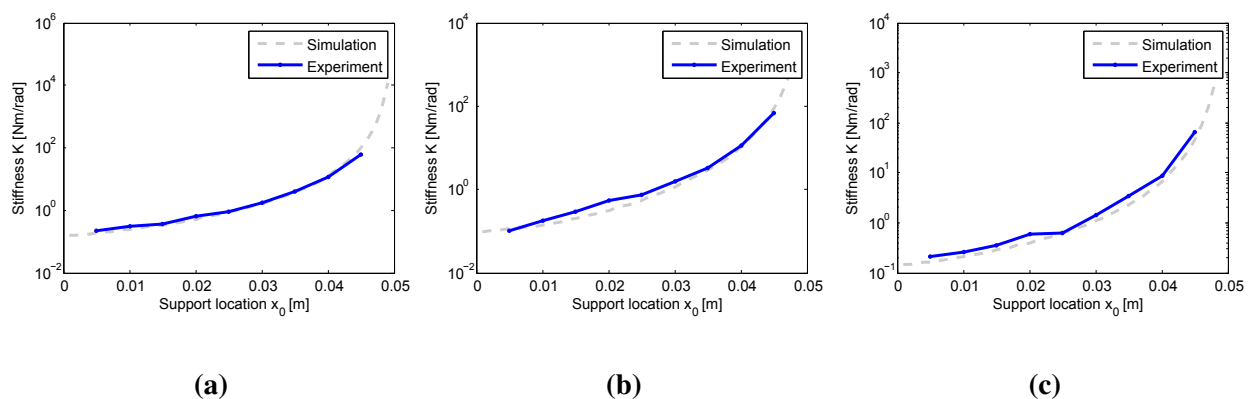 10^6
10^4
10^2
10^0
10^-2
Stiffness K [Nm/rad]
Simulation
Experiment
0 0.01 0.02 0.03 0.04 0.05
Support location x_0 [m]
(a)
10^4
10^2
10^0
10^-2
Stiffness K [Nm/rad]
Simulation
Experiment
0 0.01 0.02 0.03 0.04 0.05
Support location x_0 [m]
(b)
10^4
10^3
10^2
10^1
10^0
10^-1
Stiffness K [Nm/rad]
Simulation
Experiment
0 0.01 0.02 0.03 0.04 0.05
Support location x_0 [m]
(c)